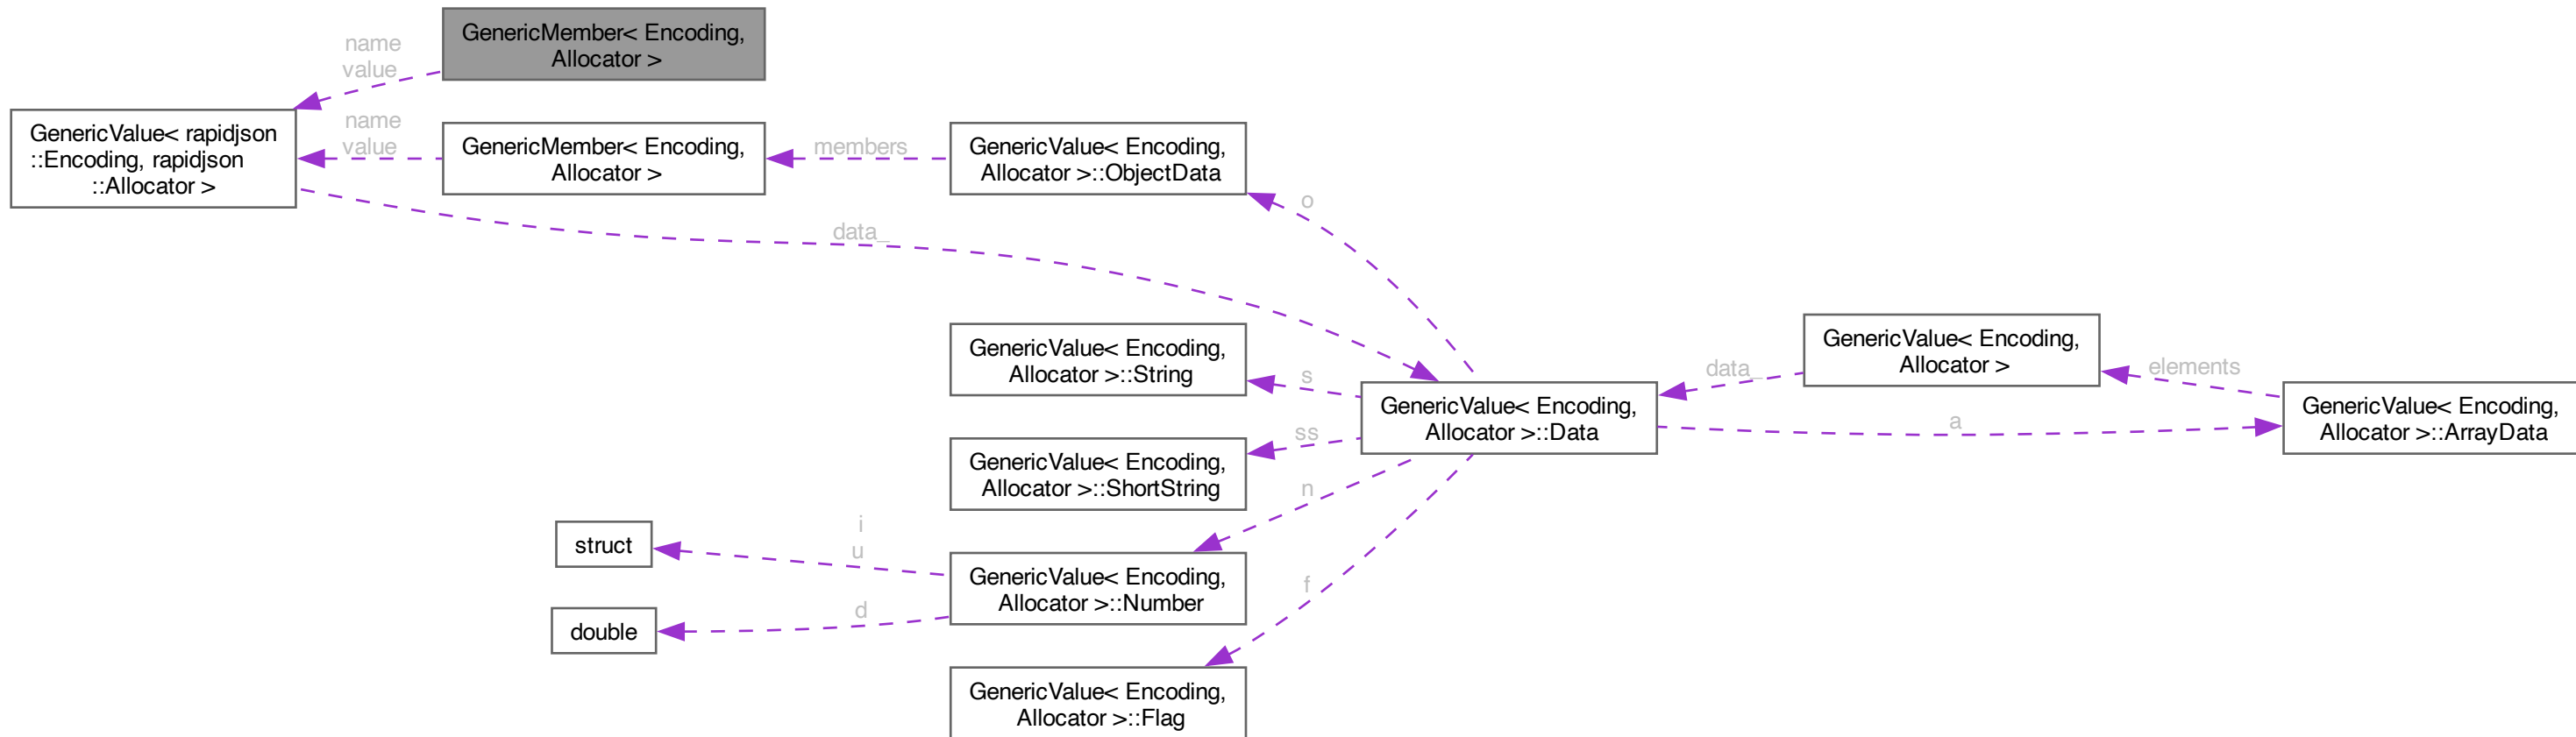 GenericMember< Encoding,
Allocator >
name
value
GenericValue< rapidjson
::Encoding, rapidjson
::Allocator >
name
value
GenericMember< Encoding,
Allocator >
members
GenericValue< Encoding,
Allocator >::ObjectData
o
data_
GenericValue< Encoding,
Allocator >::String
s
GenericValue< Encoding,
Allocator >::Data
data_
GenericValue< Encoding,
Allocator >
elements
GenericValue< Encoding,
Allocator >::ArrayData
a
ss
GenericValue< Encoding,
Allocator >::ShortString
n
struct
i
u
GenericValue< Encoding,
Allocator >::Number
f
double
d
GenericValue< Encoding,
Allocator >::Flag